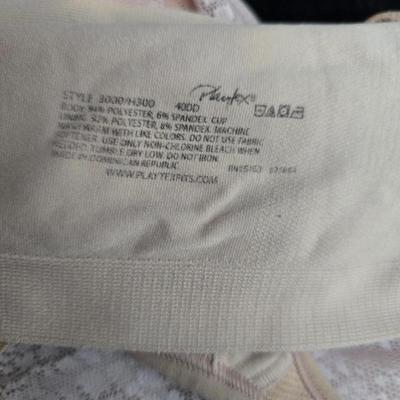 Playtex®
STYLE 3000/H300 40DD
BODY: 94% POLYESTER, 6% SPANDEX. CUP
LINING: 92% POLYESTER, 8% SPANDEX. MACHINE
WASH WARM WITH LIKE COLORS. DO NOT USE FABRIC
SOFTENER. USE ONLY NON-CHLORINE BLEACH WHEN
NEEDED. TUMBLE DRY LOW. DO NOT IRON.
MADE IN DOMINICAN REPUBLIC.
WWW.PLAYTEXFITS.COM